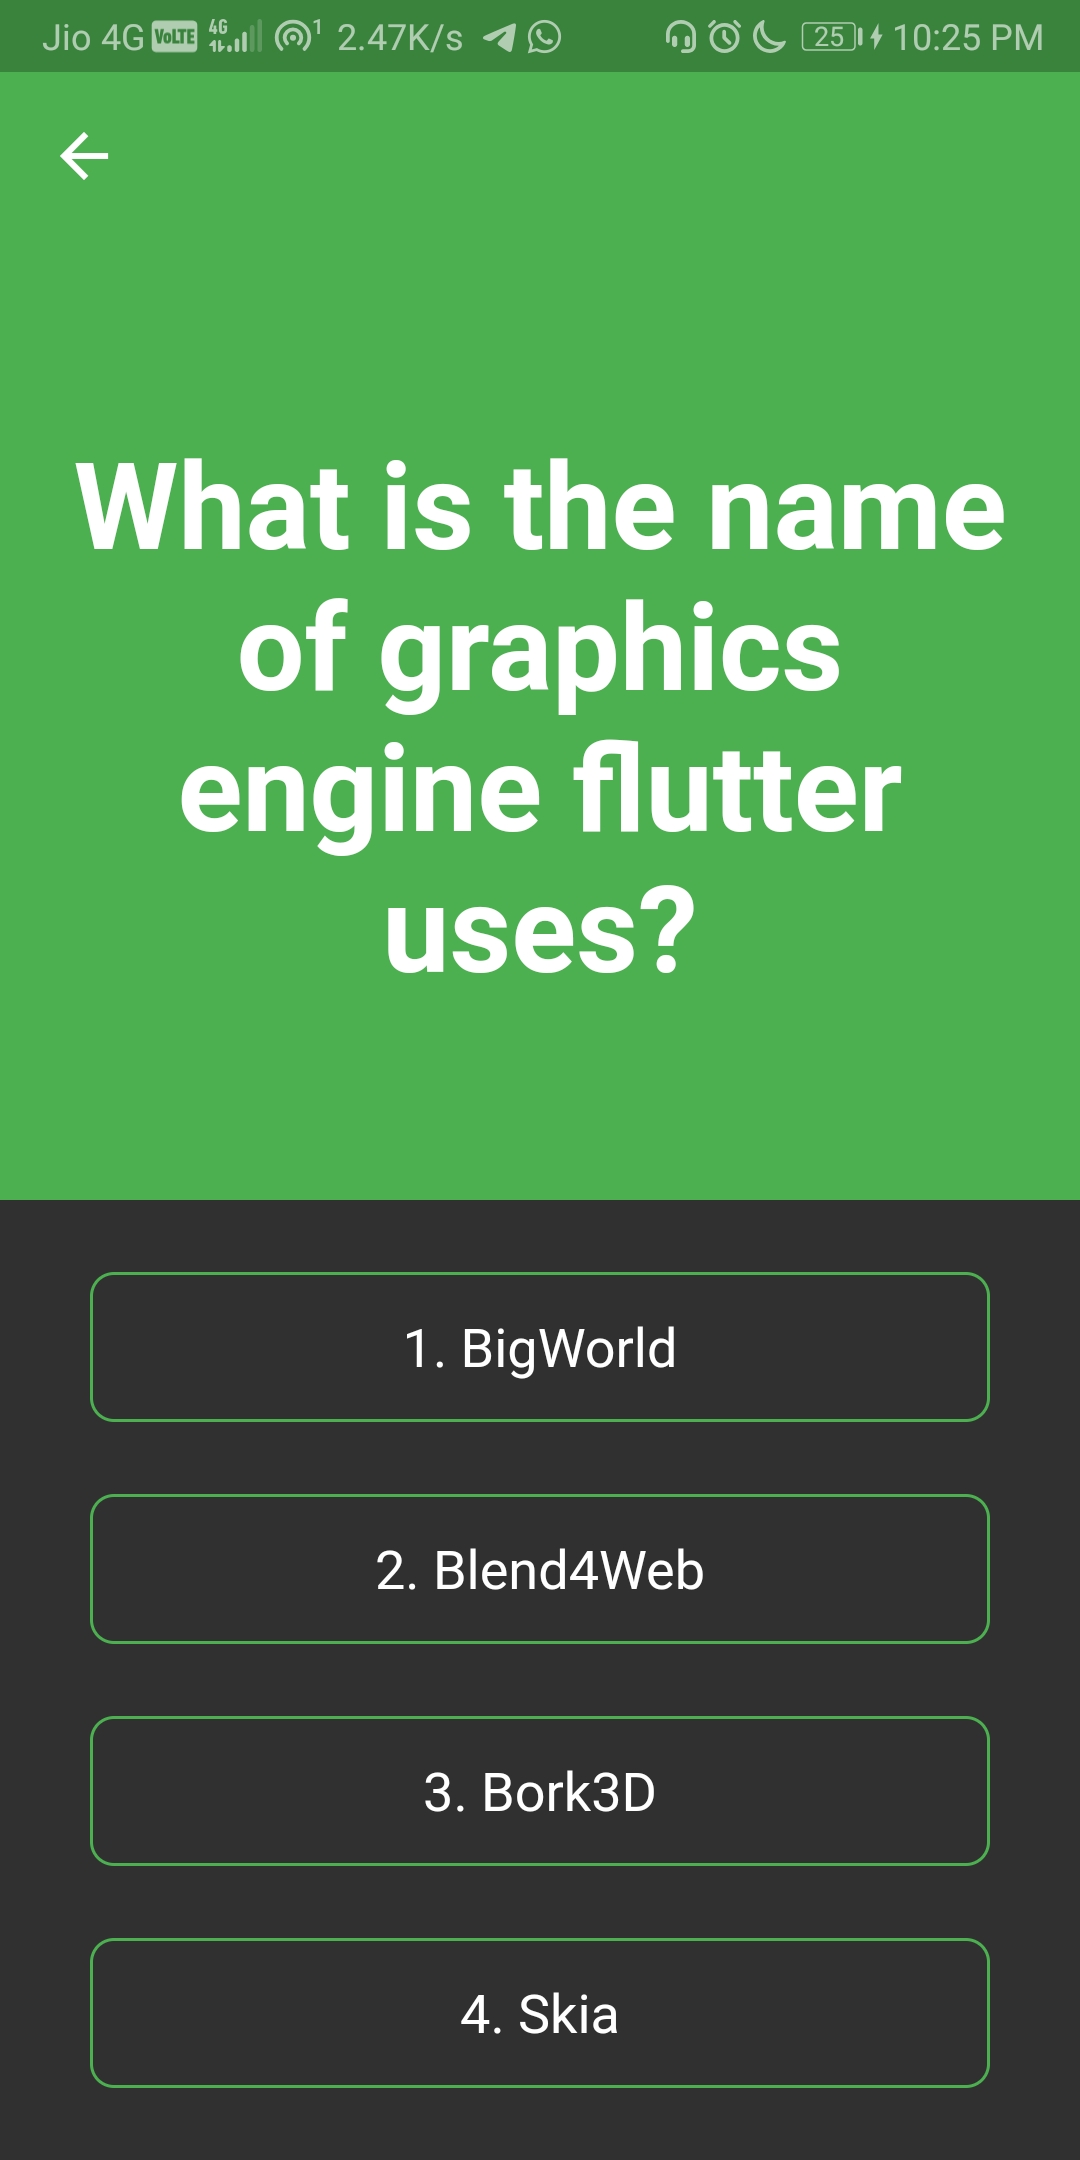 Jio 4G VoLTE 4G 1 2.47K/s 25 10:25 PM
What is the name
of graphics
engine flutter
uses?
1. BigWorld
2. Blend4Web
3. Bork3D
4. Skia